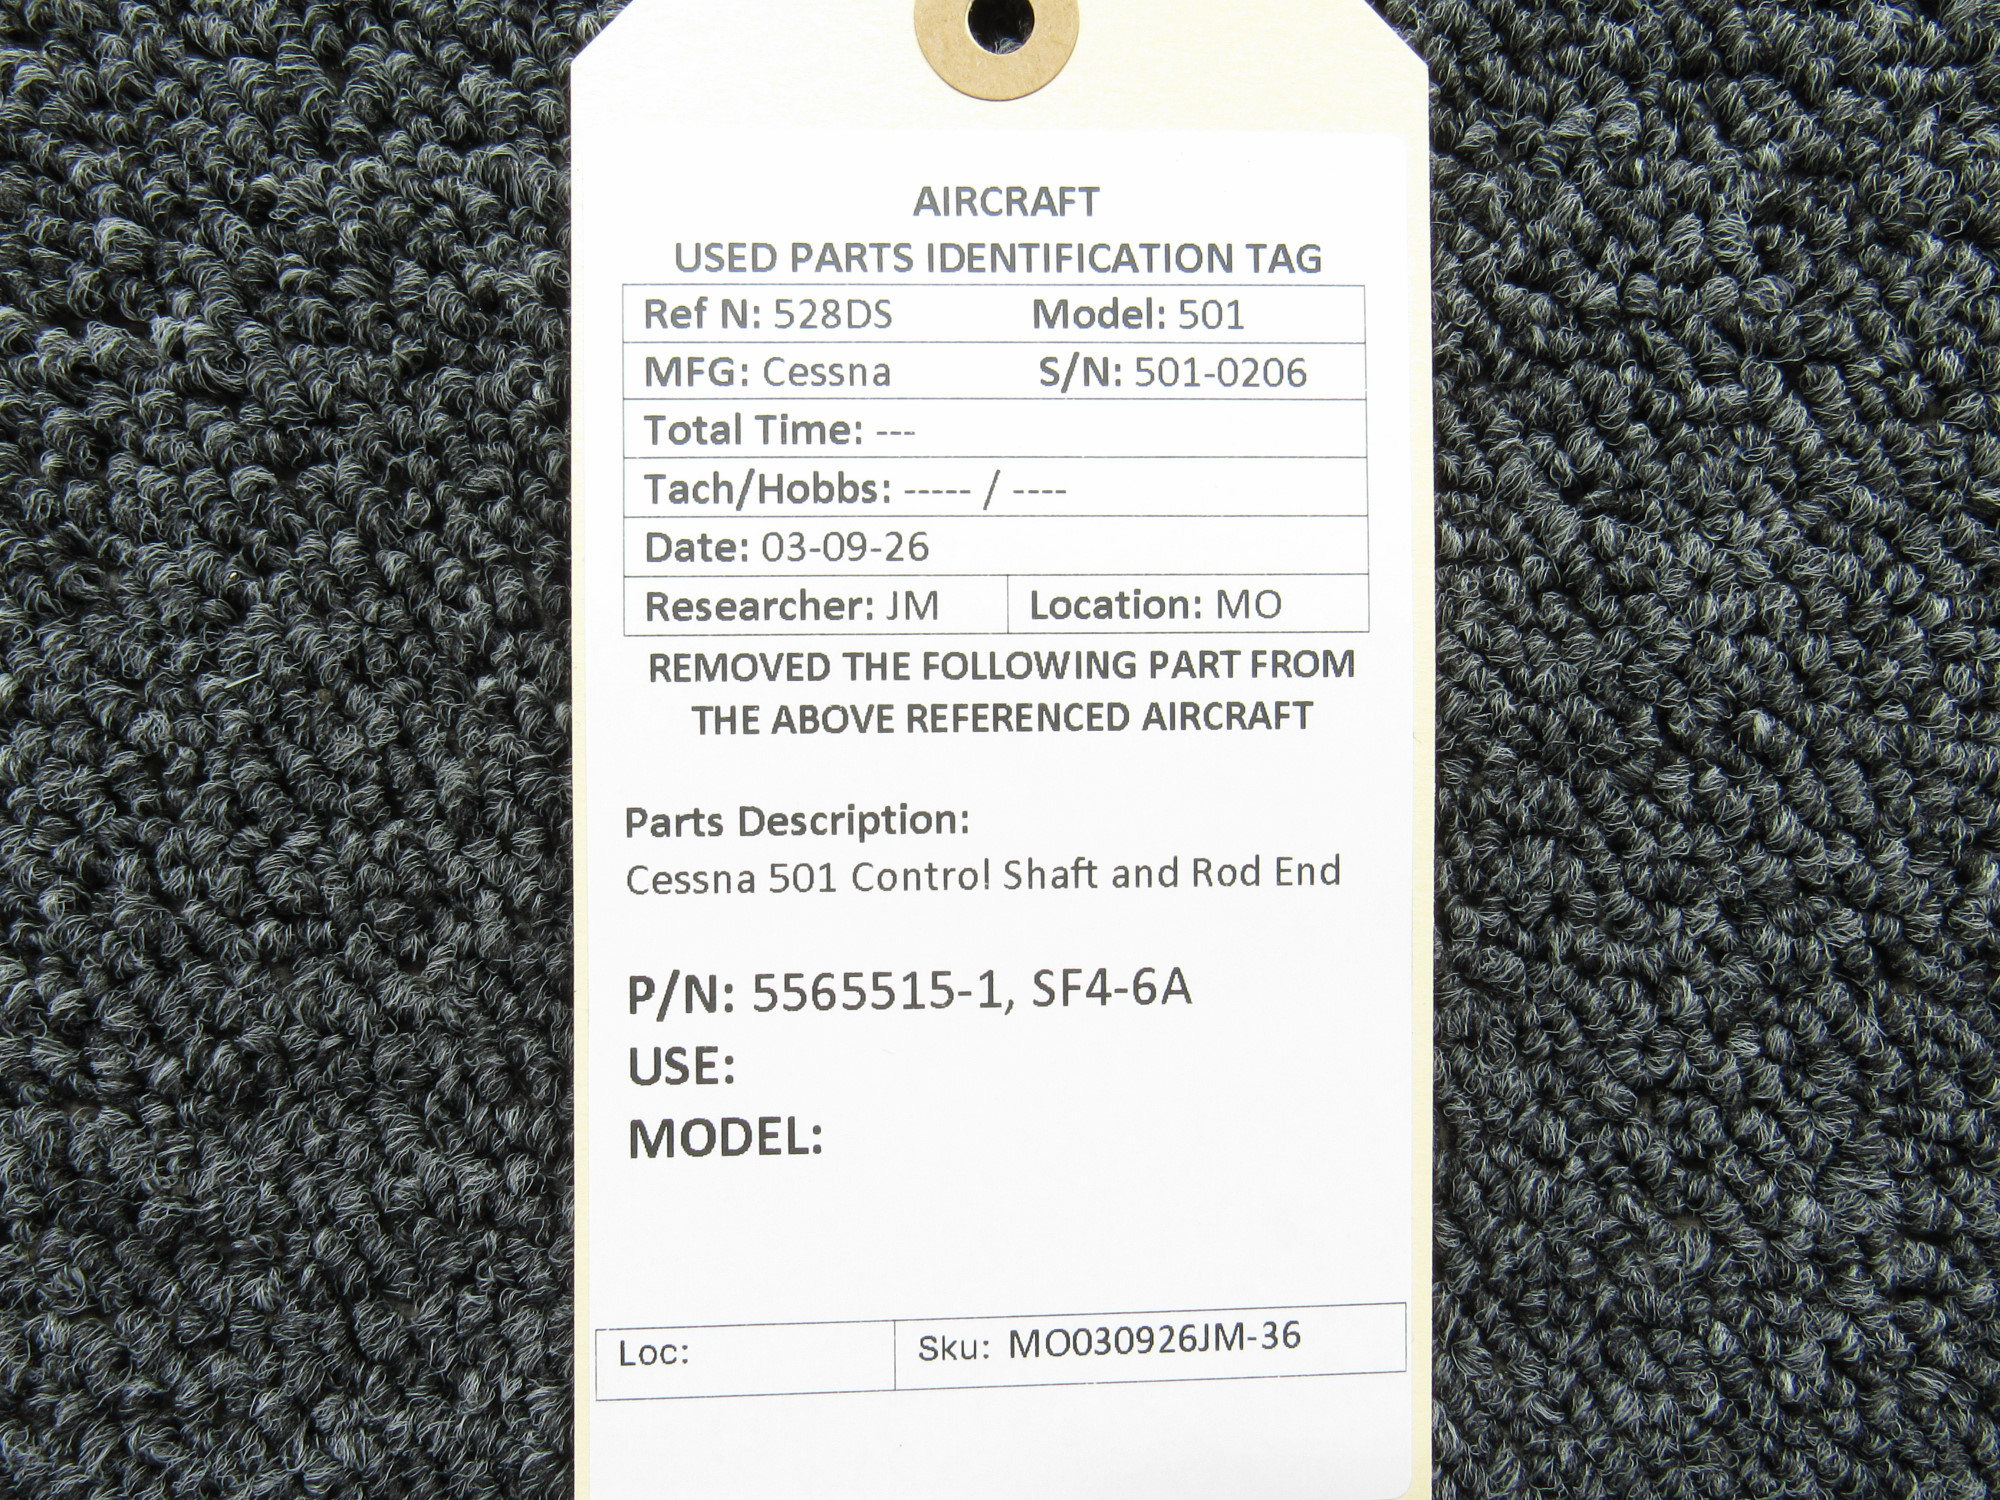 AIRCRAFT
USED PARTS IDENTIFICATION TAG
Ref N: 528DS Model: 501
MFG: Cessna S/N: 501-0206
Total Time: ---
Tach/Hobbs: ----- / ----
Date: 03-09-26
Researcher: JM Location: MO
REMOVED THE FOLLOWING PART FROM
THE ABOVE REFERENCED AIRCRAFT
Parts Description:
Cessna 501 Control Shaft and Rod End
P/N: 5565515-1, SF4-6A
USE:
MODEL:
Loc: Sku: MO030926JM-36